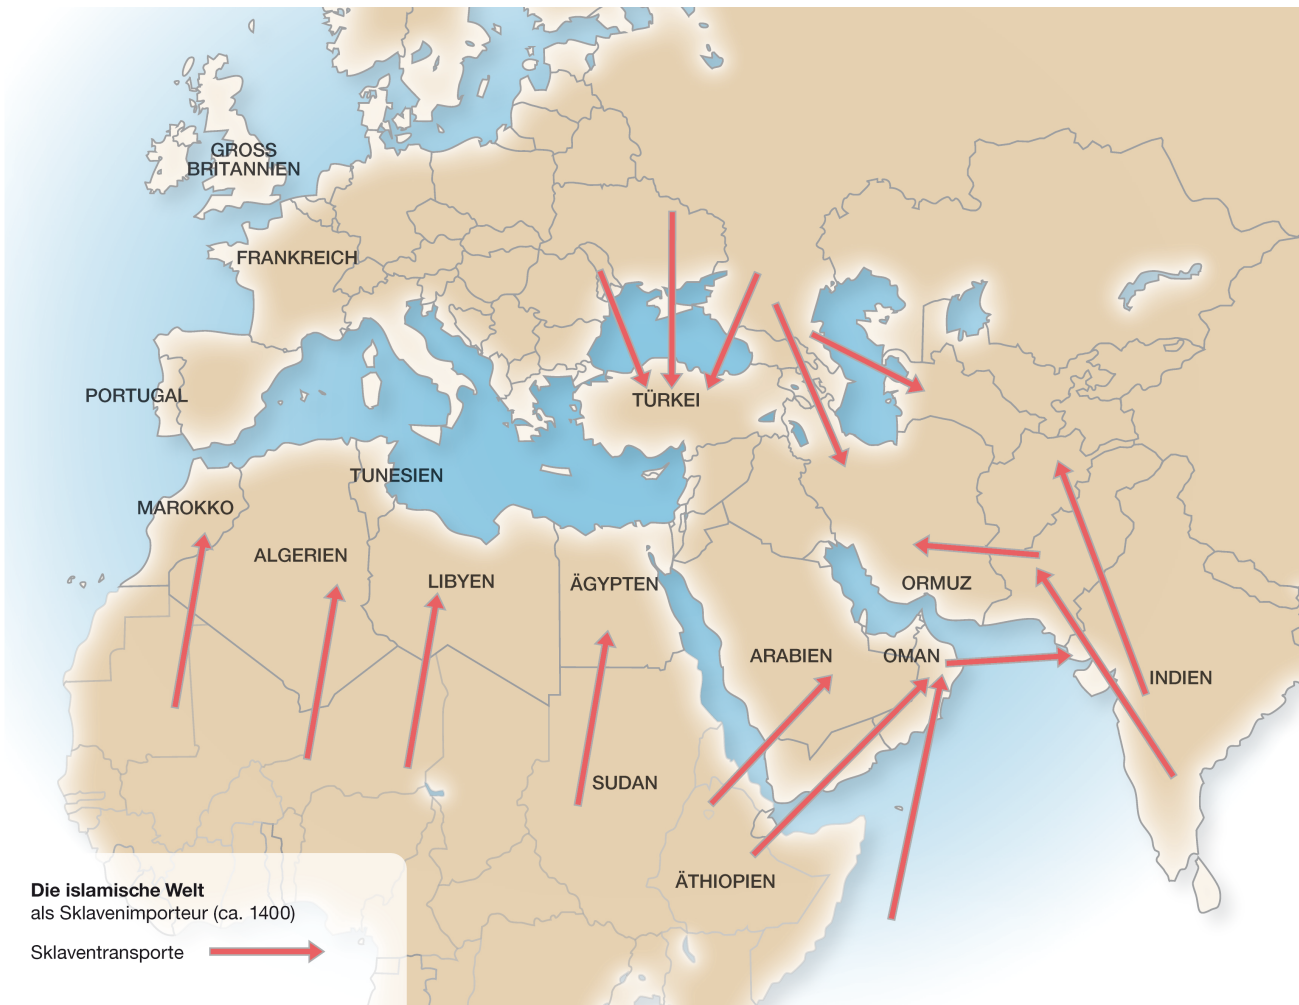 GROSS
BRITANNIEN
FRANKREICH
PORTUGAL
TÜRKEI
TUNESIEN
MAROKKO
ALGERIEN
LIBYEN
ÄGYPTEN
ORMUZ
ARABIEN
OMAN
INDIEN
SUDAN
ÄTHIOPIEN
Die islamische Welt
als Sklavenimporteur (ca. 1400)
Sklaventransporte